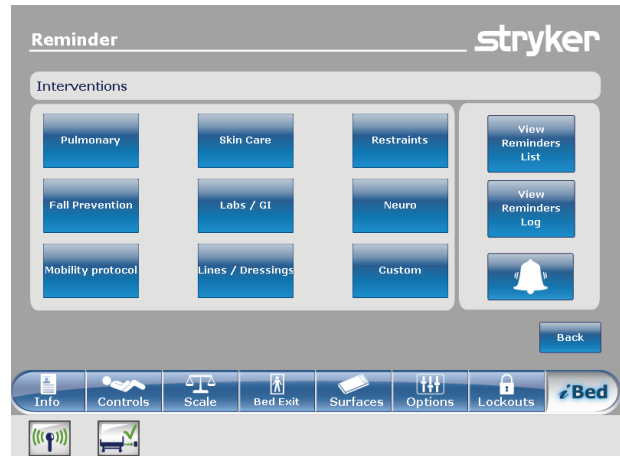 Reminder
stryker
Interventions
Pulmonary
Skin Care
Restraints
View
Reminders
List
Fall Prevention
Labs / GI
Neuro
View
Reminders
Log
Mobility protocol
Lines / Dressings
Custom
Back
Info
Controls
Scale
Bed Exit
Surfaces
Options
Lockouts
iBed